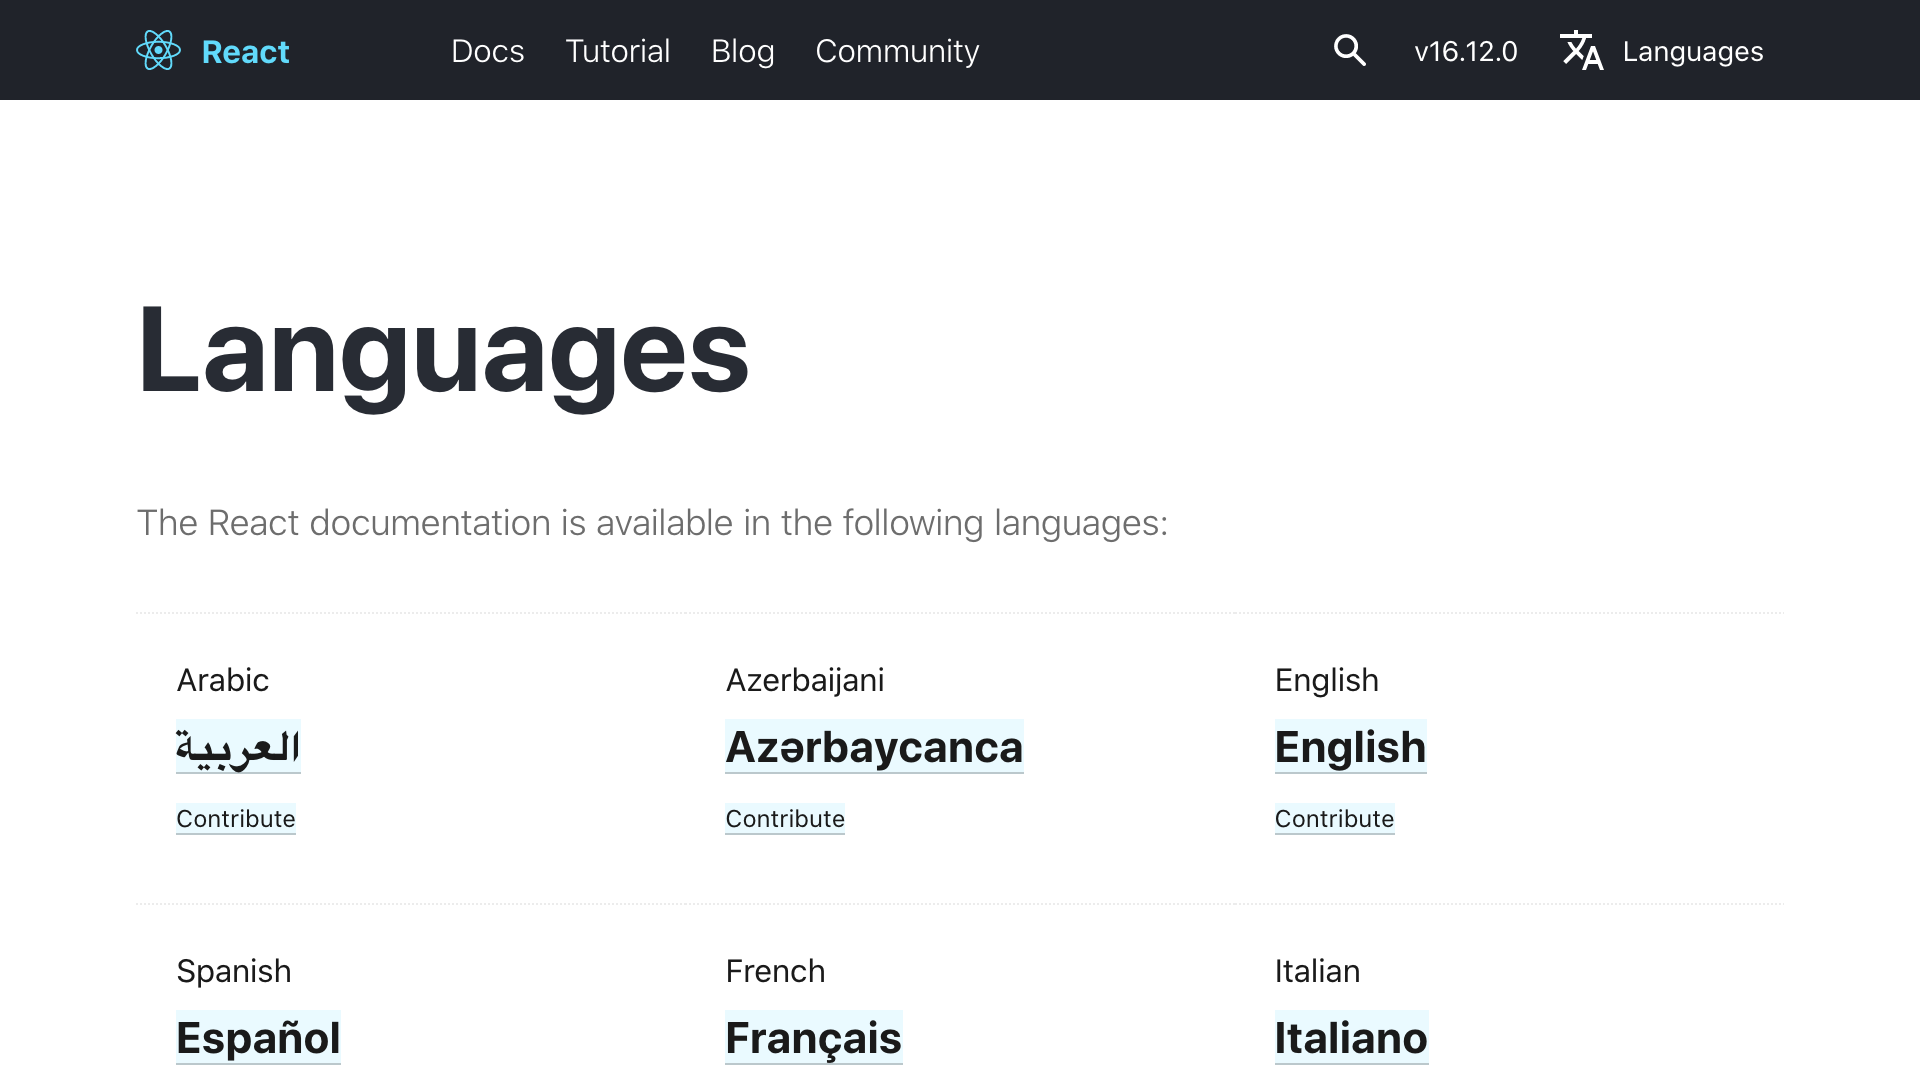 React Docs Tutorial Blog Community v16.12.0 Languages
Languages
The React documentation is available in the following languages:
Arabic Azerbaijani English
العربية Azərbaycanca English
Contribute Contribute Contribute
Spanish French Italian
Español Français Italiano